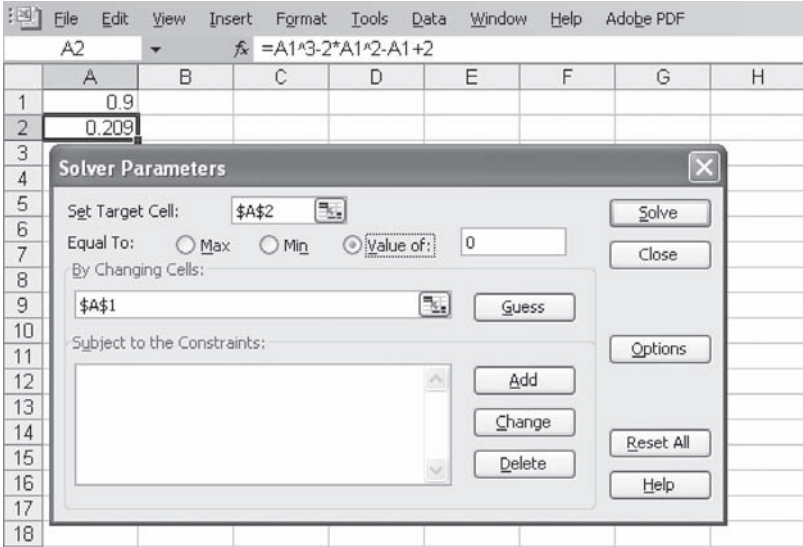 File Edit View Insert Format Tools Data Window Help Adobe PDF
A2 fx =A1^3-2*A1^2-A1+2
A B C D E F G H
1 0.9
2 0.209
3
4
5
6
7
8
9
10
11
12
13
14
15
16
17
18
Solver Parameters
Set Target Cell: $A$2 Solve
Equal To: Max Min Value of: 0 Close
By Changing Cells:
$A$1 Guess
Subject to the Constraints: Options
Add
Change
Reset All
Delete
Help